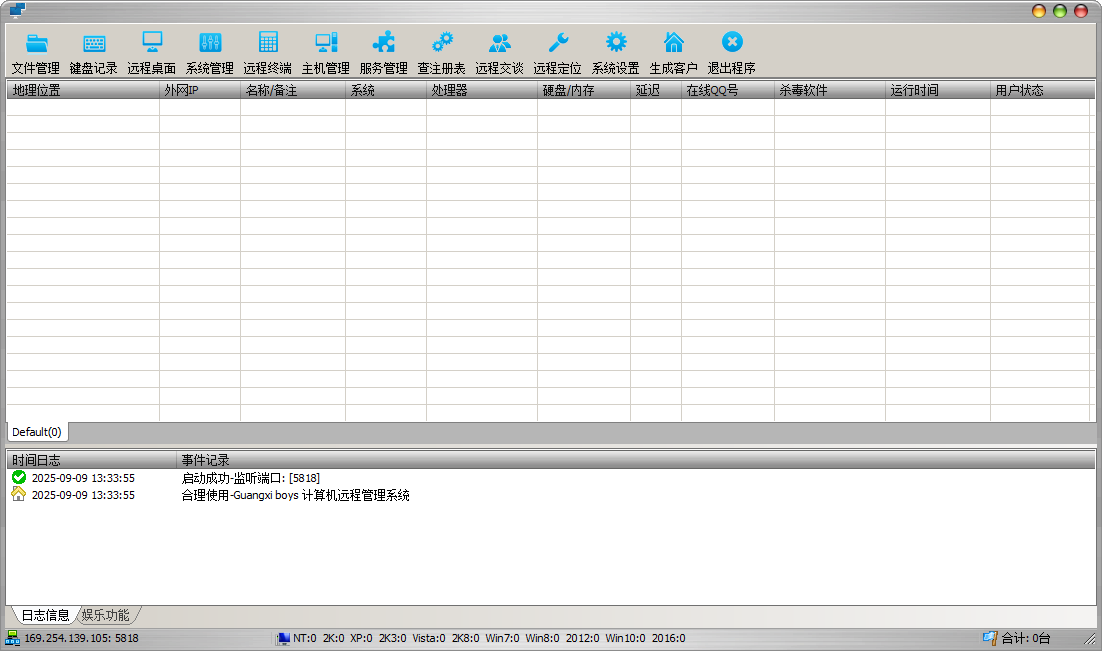 文件管理 键盘记录 远程桌面 系统管理 远程终端 主机管理 服务管理 查注册表 远程交谈 远程定位 系统设置 生成客户 退出程序
地理位置 外网IP 名称/备注 系统 处理器 硬盘/内存 延迟 在线QQ号 杀毒软件 运行时间 用户状态
Default(0)
时间日志 事件记录
2025-09-09 13:33:55 启动成功-监听端口: [5818]
2025-09-09 13:33:55 合理使用-Guangxi boys 计算机远程管理系统
日志信息 娱乐功能
169.254.139.105: 5818 NT:0 2K:0 XP:0 2K3:0 Vista:0 2K8:0 Win7:0 Win8:0 2012:0 Win10:0 2016:0 合计: 0台